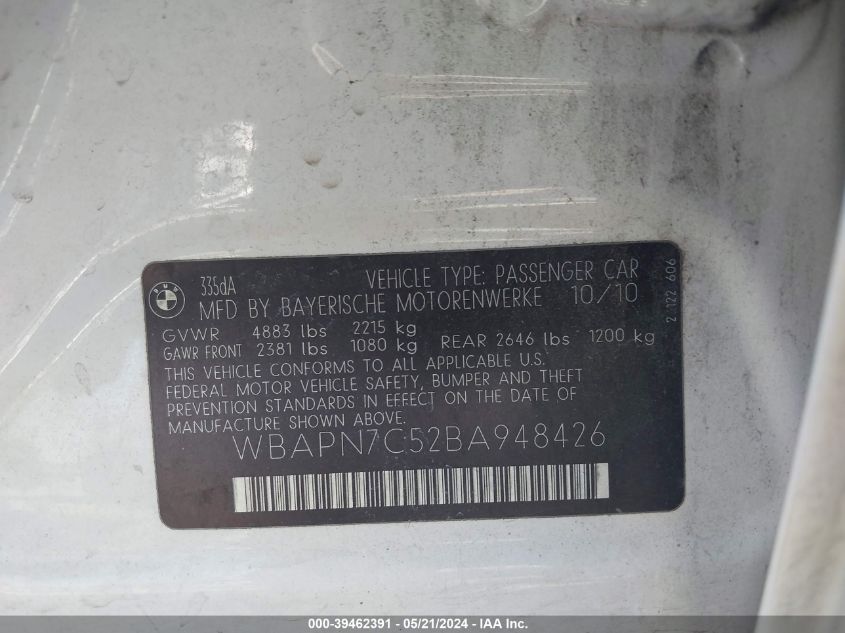 BMW
335dA
VEHICLE TYPE: PASSENGER CAR
MFD BY BAYERISCHE MOTORENWERKE 10/10
GVWR 4883 lbs 2215 kg
GAWR FRONT 2381 lbs 1080 kg REAR 2646 lbs 1200 kg
THIS VEHICLE CONFORMS TO ALL APPLICABLE U.S.
FEDERAL MOTOR VEHICLE SAFETY, BUMPER AND THEFT
PREVENTION STANDARDS IN EFFECT ON THE DATE OF
MANUFACTURE SHOWN ABOVE.
WBAPN7C52BA948426
2 122 606
000-39462391 - 05/21/2024 - IAA Inc.